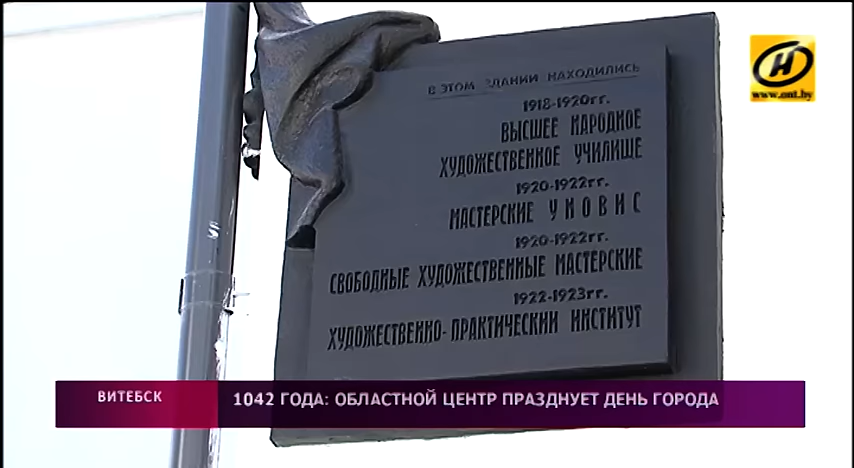 В ЭТОМ ЗДАНИИ НАХОДИЛИСЬ
1918-1920гг.
ВЫСШЕЕ НАРОДНОЕ
ХУДОЖЕСТВЕННОЕ УЧИЛИЩЕ
1920-1922гг.
МАСТЕРСКИЕ УНОВИС
1920-1922гг.
СВОБОДНЫЕ ХУДОЖЕСТВЕННЫЕ МАСТЕРСКИЕ
1922-1923гг.
ХУДОЖЕСТВЕННО-ПРАКТИЧЕСКИЙ ИНСТИТУТ
www.ont.by
ВИТЕБСК
1042 ГОДА: ОБЛАСТНОЙ ЦЕНТР ПРАЗДНУЕТ ДЕНЬ ГОРОДА